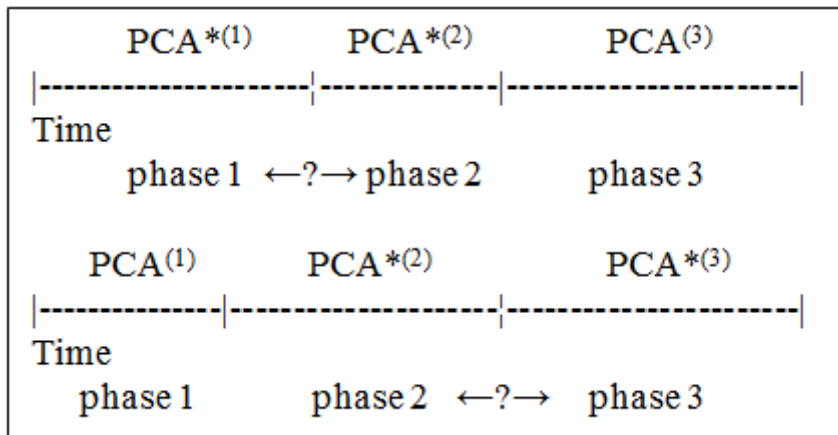 PCA*(1) PCA*(2) PCA(3)
|-----------------------¦---------------|------------------------|
Time
phase 1 ←?→ phase 2 phase 3
PCA(1) PCA*(2) PCA*(3)
|---------------|-----------------------¦------------------------|
Time
phase 1 phase 2 ←?→ phase 3